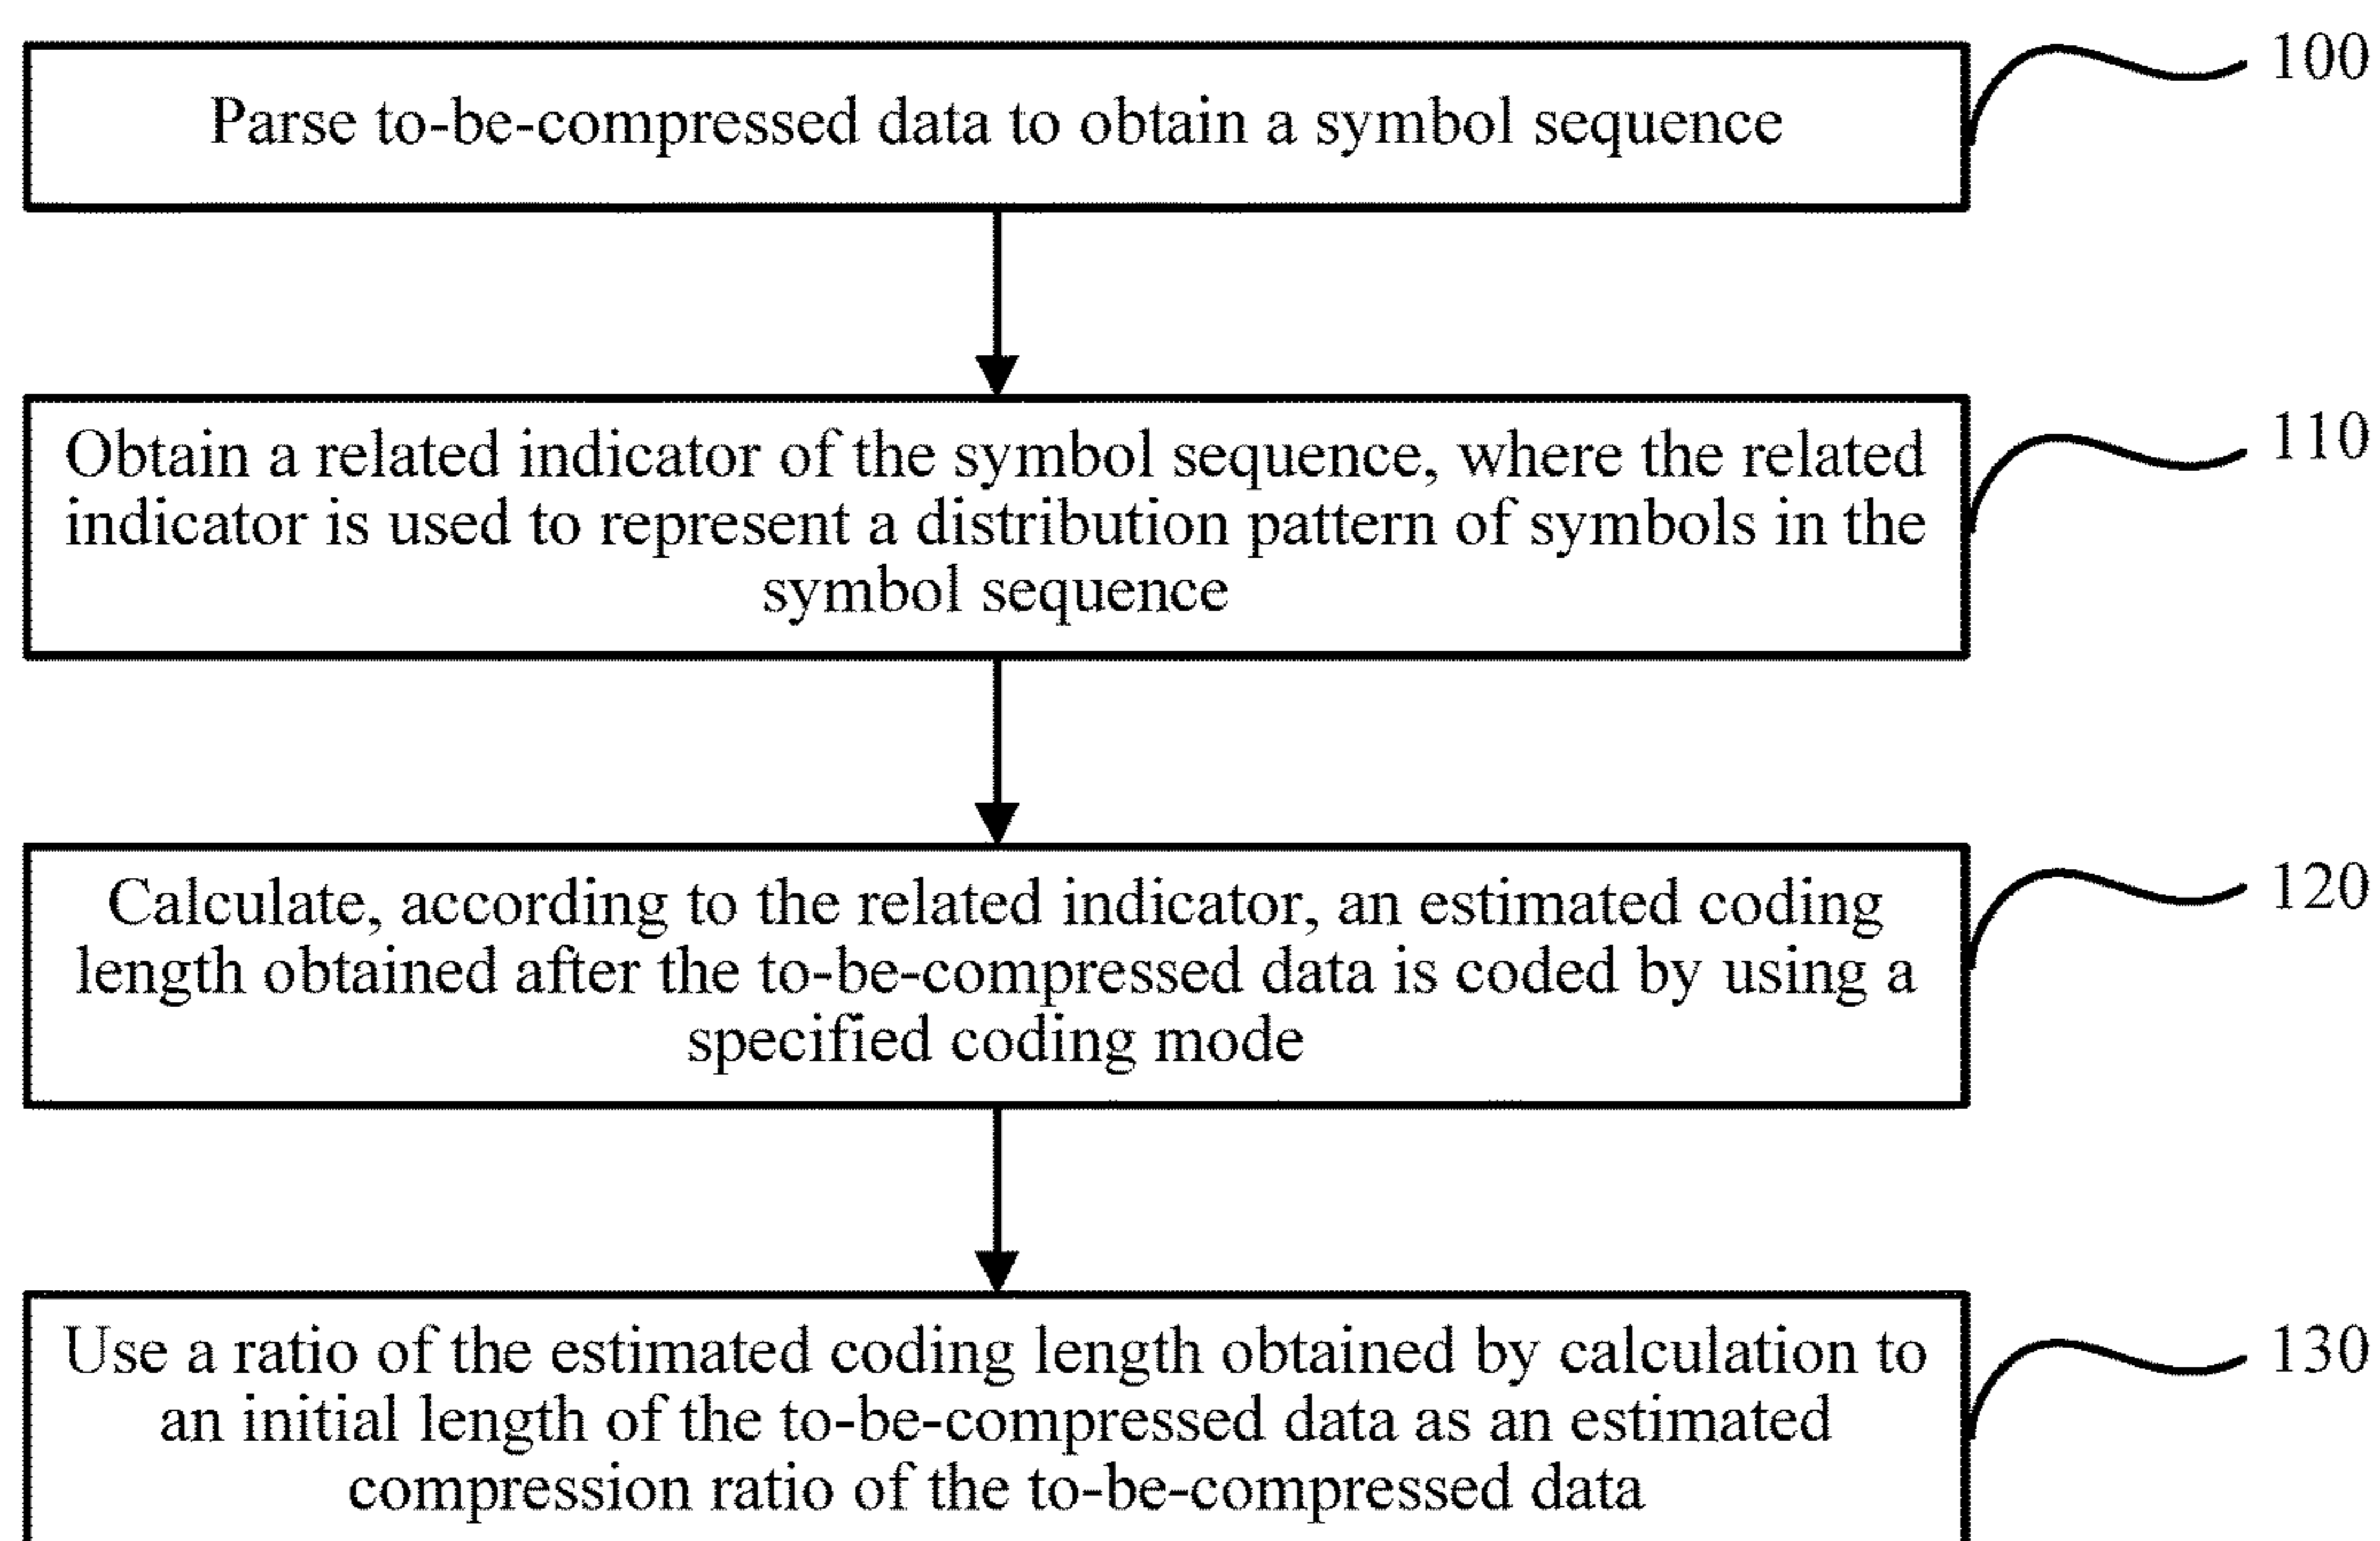 Parse to-be-compressed data to obtain a symbol sequence
100
Obtain a related indicator of the symbol sequence, where the related
indicator is used to represent a distribution pattern of symbols in the
symbol sequence
110
Calculate, according to the related indicator, an estimated coding
length obtained after the to-be-compressed data is coded by using a
specified coding mode
120
Use a ratio of the estimated coding length obtained by calculation to
an initial length of the to-be-compressed data as an estimated
compression ratio of the to-be-compressed data
130